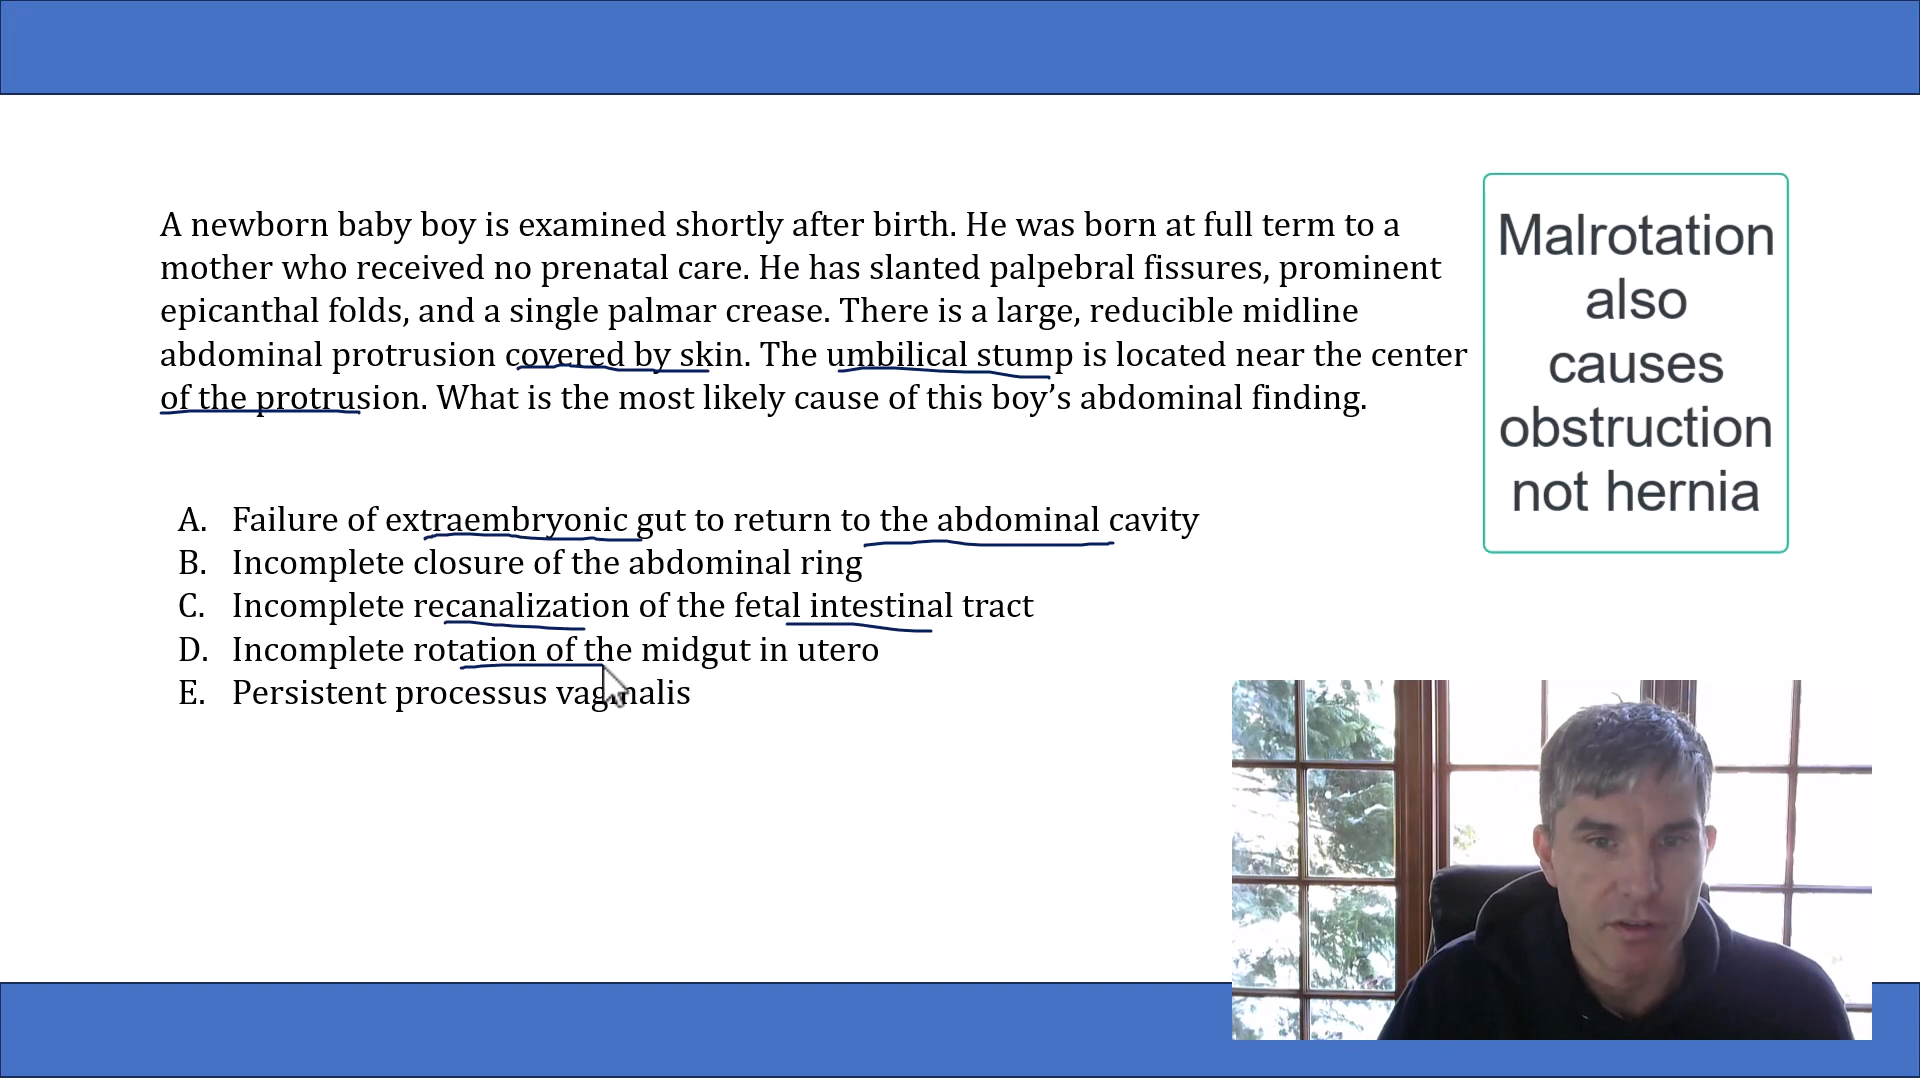 A newborn baby boy is examined shortly after birth. He was born at full term to a
mother who received no prenatal care. He has slanted palpebral fissures, prominent
epicanthal folds, and a single palmar crease. There is a large, reducible midline
abdominal protrusion covered by skin. The umbilical stump is located near the center
of the protrusion. What is the most likely cause of this boy’s abdominal finding.
A. Failure of extraembryonic gut to return to the abdominal cavity
B. Incomplete closure of the abdominal ring
C. Incomplete recanalization of the fetal intestinal tract
D. Incomplete rotation of the midgut in utero
E. Persistent processus vaginalis
Malrotation
also
causes
obstruction
not hernia